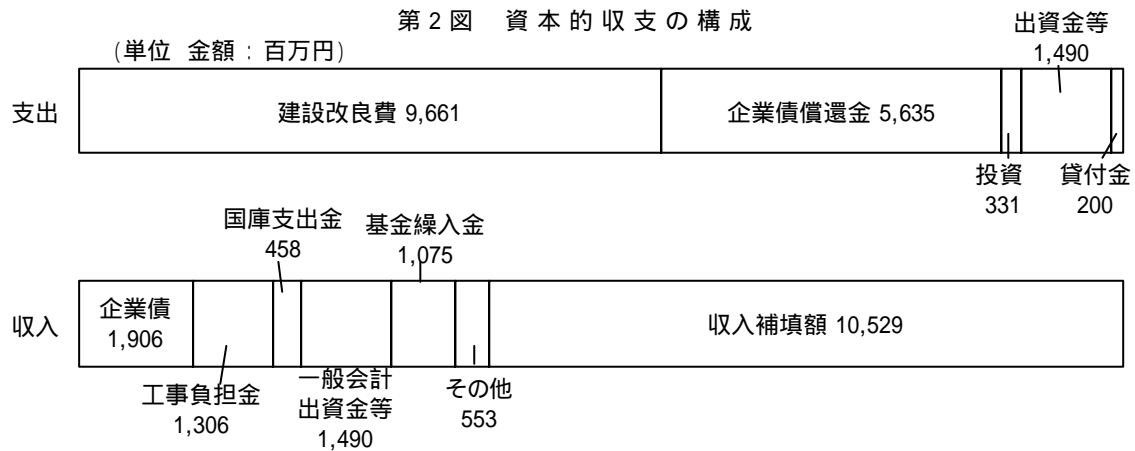 第2図 資本的収支の構成
(単位 金額：百万円)
出資金等
1,490
支出
建設改良費 9,661
企業債償還金 5,635
投資
331
貸付金
200
国庫支出金
458
基金繰入金
1,075
収入
企業債
1,906
収入補填額 10,529
工事負担金
1,306
一般会計
出資金等
1,490
その他
553